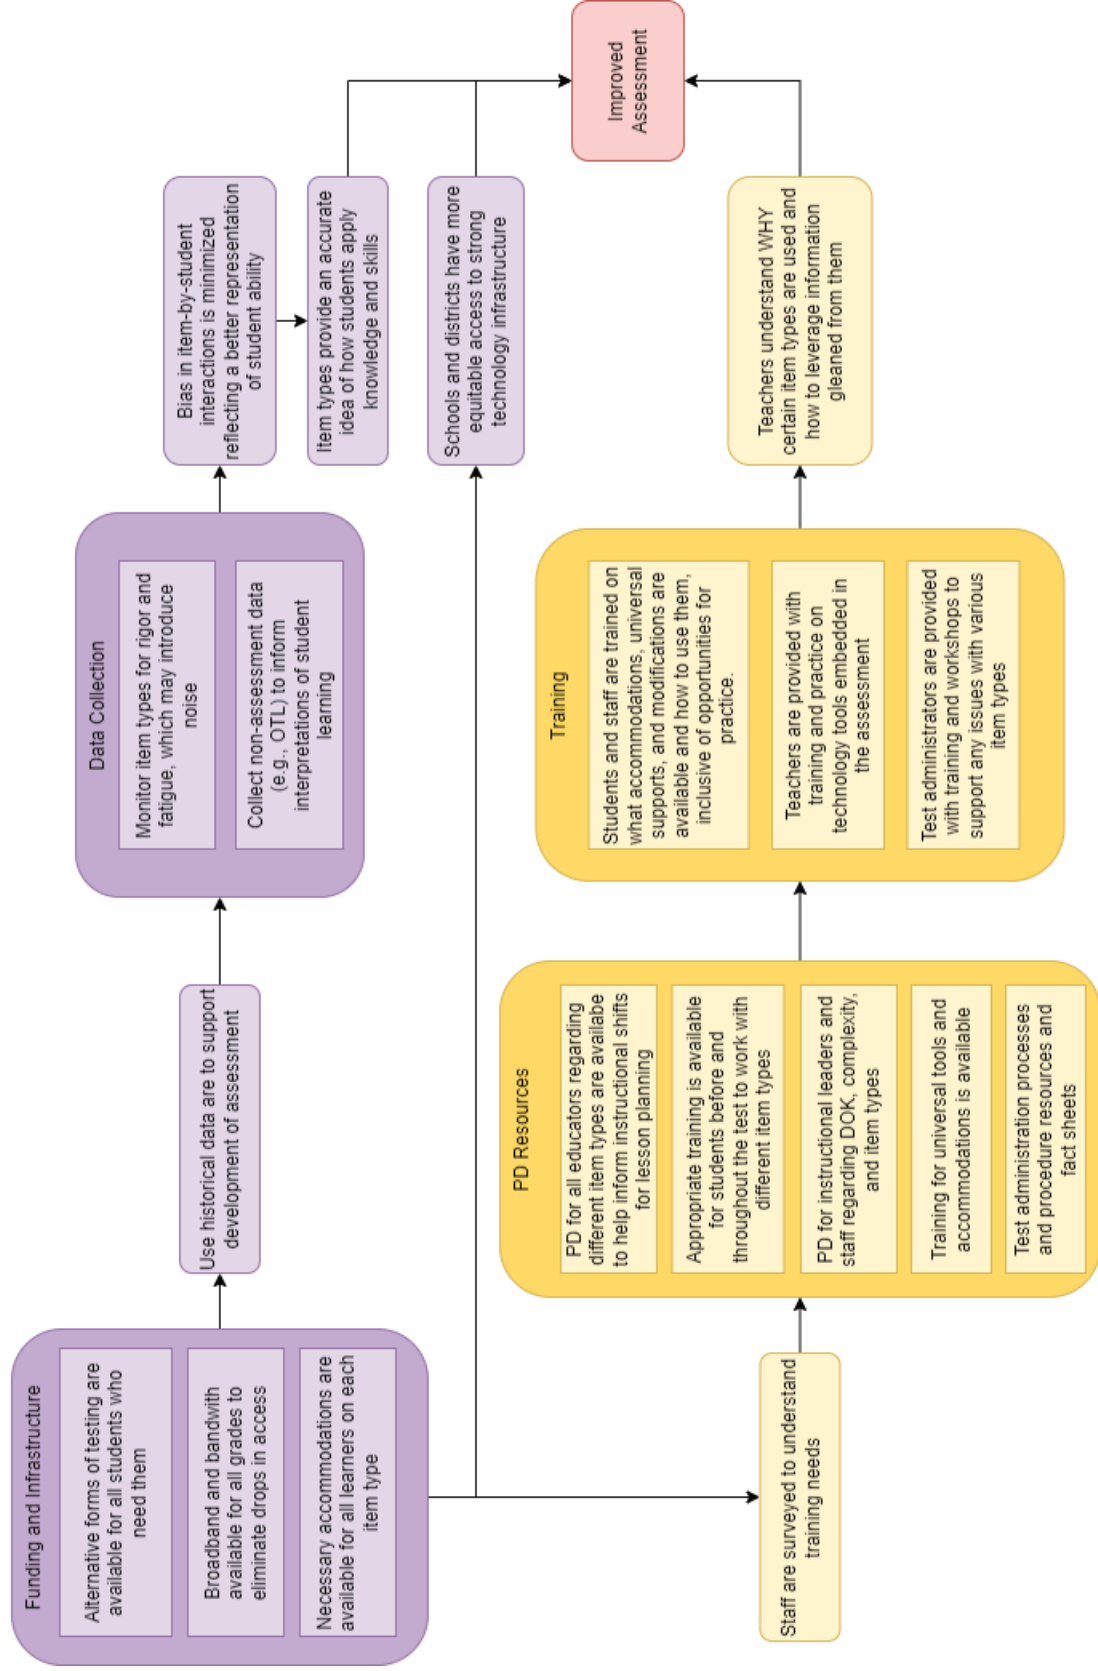 Funding and Infrastructure
Alternative forms of testing are
available for all students who
need them
Broadband and bandwith
available for all grades to
eliminate drops in access
Necessary accommodations are
available for all learners on each
item type
Use historical data are to support
development of assessment
Data Collection
Monitor item types for rigor and
fatigue, which may introduce
noise
Collect non-assessment data
(e.g., OTL) to inform
interpretations of student
learning
Bias in item-by-student
interactions is minimized
reflecting a better representation
of student ability
Item types provide an accurate
idea of how students apply
knowledge and skills
Schools and districts have more
equitable access to strong
technology infrastructure
Staff are surveyed to understand
training needs
PD Resources
PD for all educators regarding
different item types are availabe
to help inform instructional shifts
for lesson planning
Appropriate training is available
for students before and
throughout the test to work with
different item types
PD for instructional leaders and
staff regarding DOK, complexity,
and item types
Training for universal tools and
accommodations is available
Test administration processes
and procedure resources and
fact sheets
Training
Students and staff are trained on
what accommodations, universal
supports, and modifications are
available and how to use them,
inclusive of opportunities for
practice.
Teachers are provided with
training and practice on
technology tools embedded in
the assessment
Test administrators are provided
with training and workshops to
support any issues with various
item types
Teachers understand WHY
certain item types are used and
how to leverage information
gleaned from them
Improved
Assessment